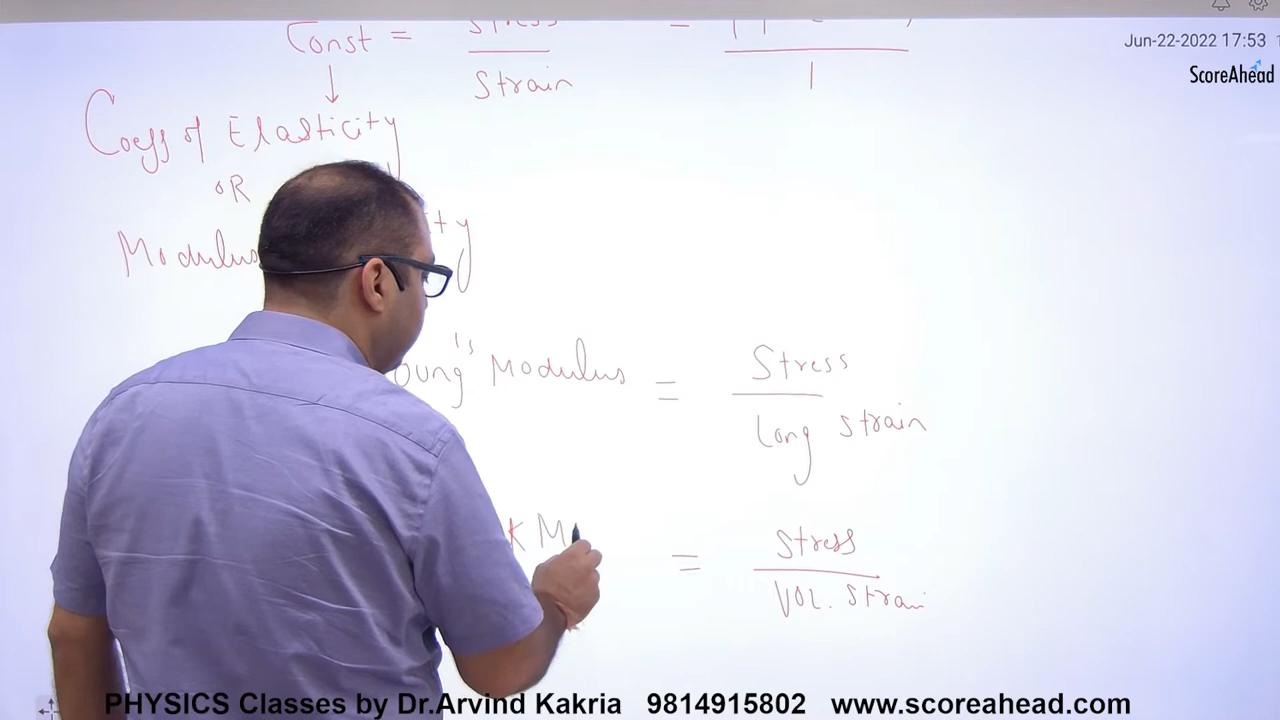 Const = Stress / Strain = 1
Jun-22-2022 17:53
ScoreAhead
Coeff of Elasticity
OR
Modulus
Young's Modulus = Stress / Long Strain
K M = Stress / Vol. Strain
PHYSICS Classes by Dr.Arvind Kakria 9814915802 www.scoreahead.com